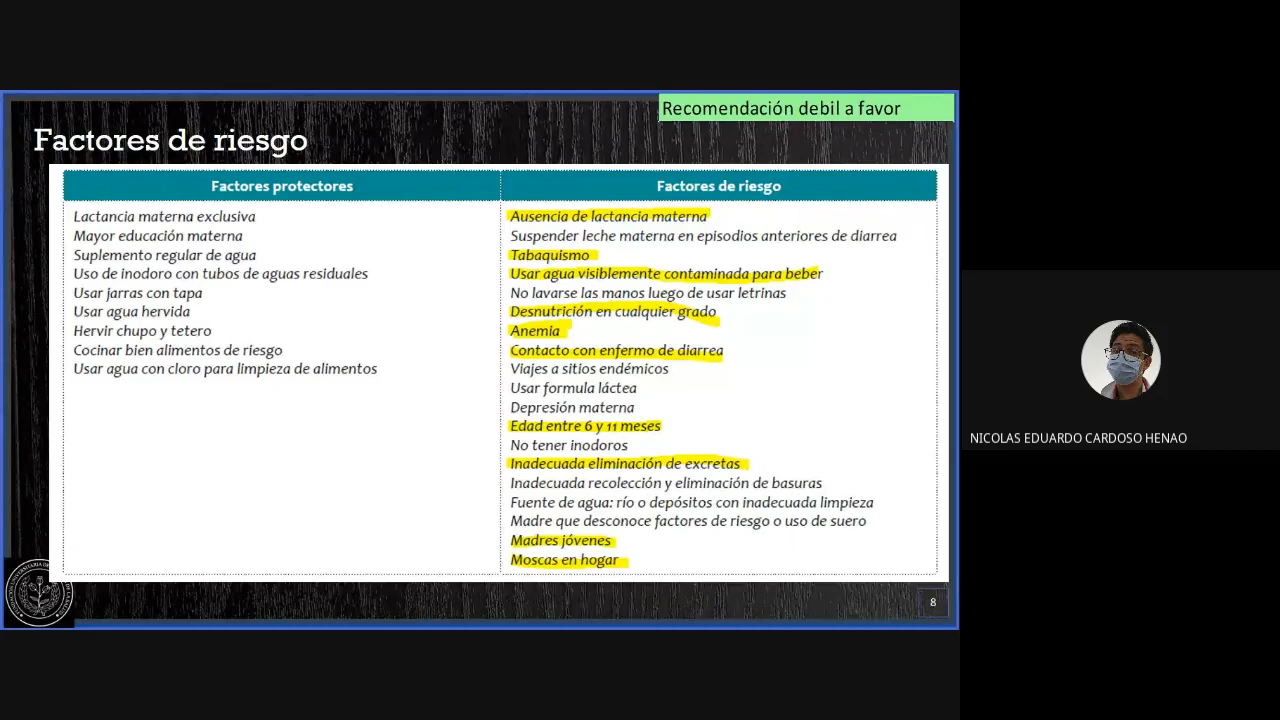 Recomendación debil a favor
Factores de riesgo
Factores protectores
Lactancia materna exclusiva
Mayor educación materna
Suplemento regular de agua
Uso de inodoro con tubos de aguas residuales
Usar jarras con tapa
Usar agua hervida
Hervir chupo y tetero
Cocinar bien alimentos de riesgo
Usar agua con cloro para limpieza de alimentos
Factores de riesgo
Ausencia de lactancia materna
Suspender leche materna en episodios anteriores de diarrea
Tabaquismo
Usar agua visiblemente contaminada para beber
No lavarse las manos luego de usar letrinas
Desnutrición en cualquier grado
Anemia
Contacto con enfermo de diarrea
Viajes a sitios endémicos
Usar formula láctea
Depresión materna
Edad entre 6 y 11 meses
No tener inodoros
Inadecuada eliminación de excretas
Inadecuada recolección y eliminación de basuras
Fuente de agua: río o depósitos con inadecuada limpieza
Madre que desconoce factores de riesgo o uso de suero
Madres jóvenes
Moscas en hogar
8
NICOLAS EDUARDO CARDOSO HENAO